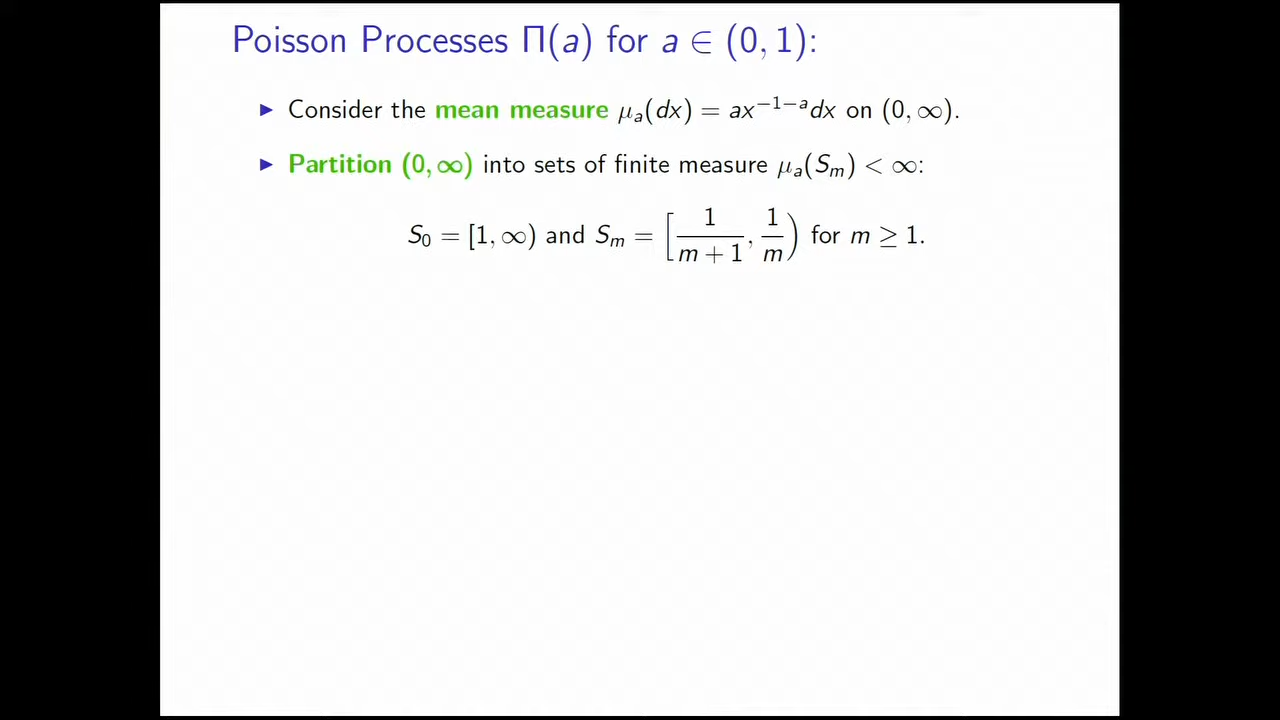 Poisson Processes Π(a) for a ∈ (0, 1):
▶ Consider the mean measure μ_a(dx) = ax^{−1−a}dx on (0, ∞).
▶ Partition (0, ∞) into sets of finite measure μ_a(S_m) < ∞:
S_0 = [1, ∞) and S_m = [1/(m + 1), 1/m) for m ≥ 1.